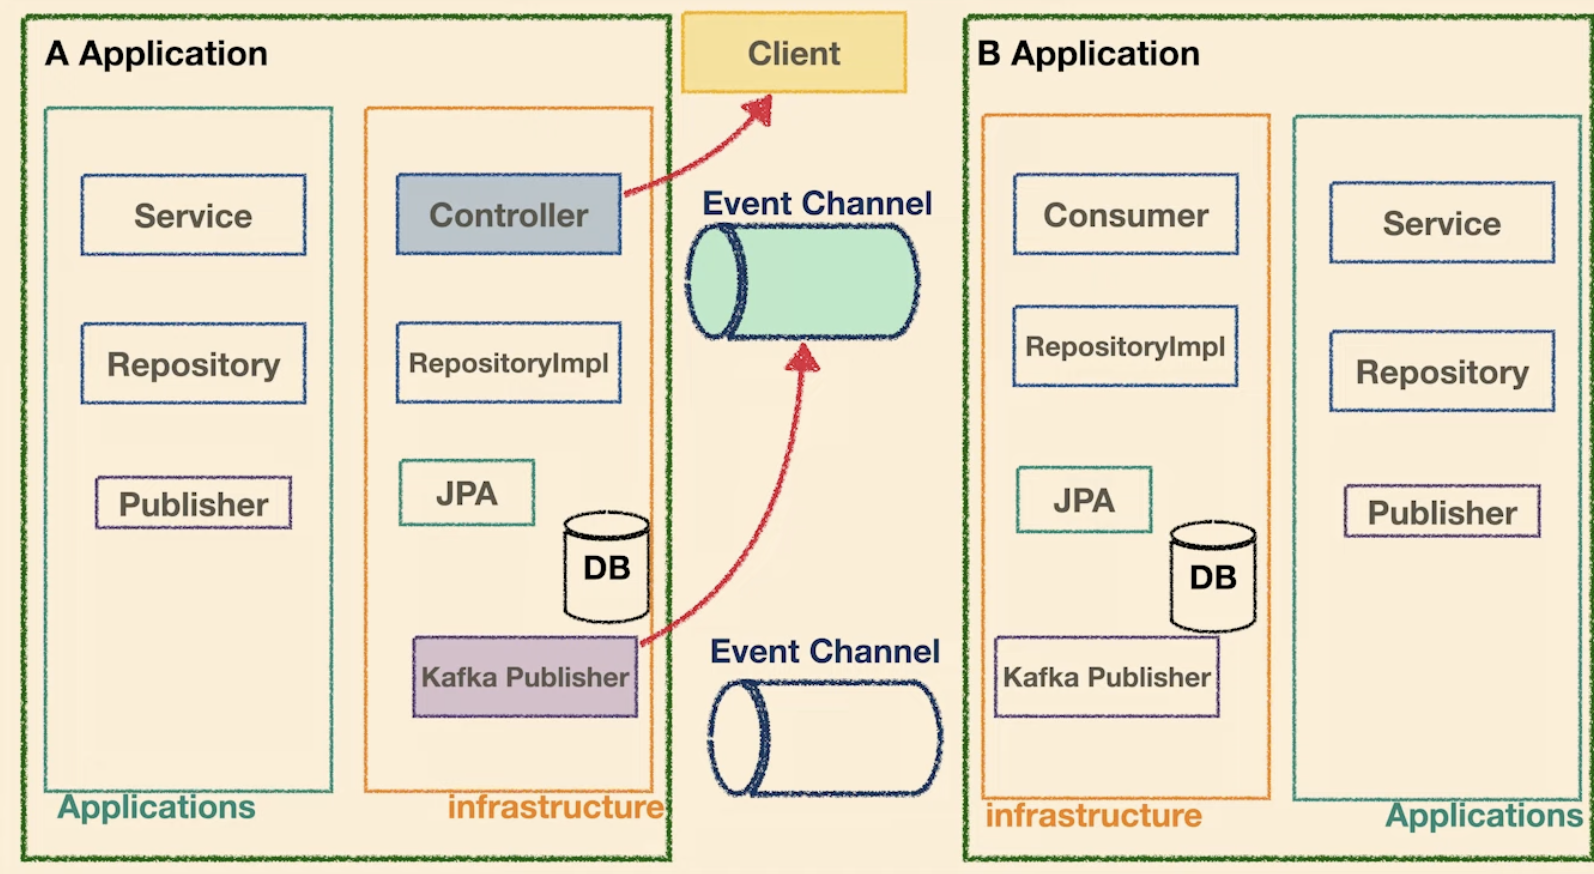 A Application
Client
B Application
Service
Controller
Event Channel
Consumer
Service
Repository
RepositoryImpl
RepositoryImpl
Repository
Publisher
JPA
DB
JPA
DB
Publisher
Kafka Publisher
Event Channel
Kafka Publisher
Applications
infrastructure
infrastructure
Applications